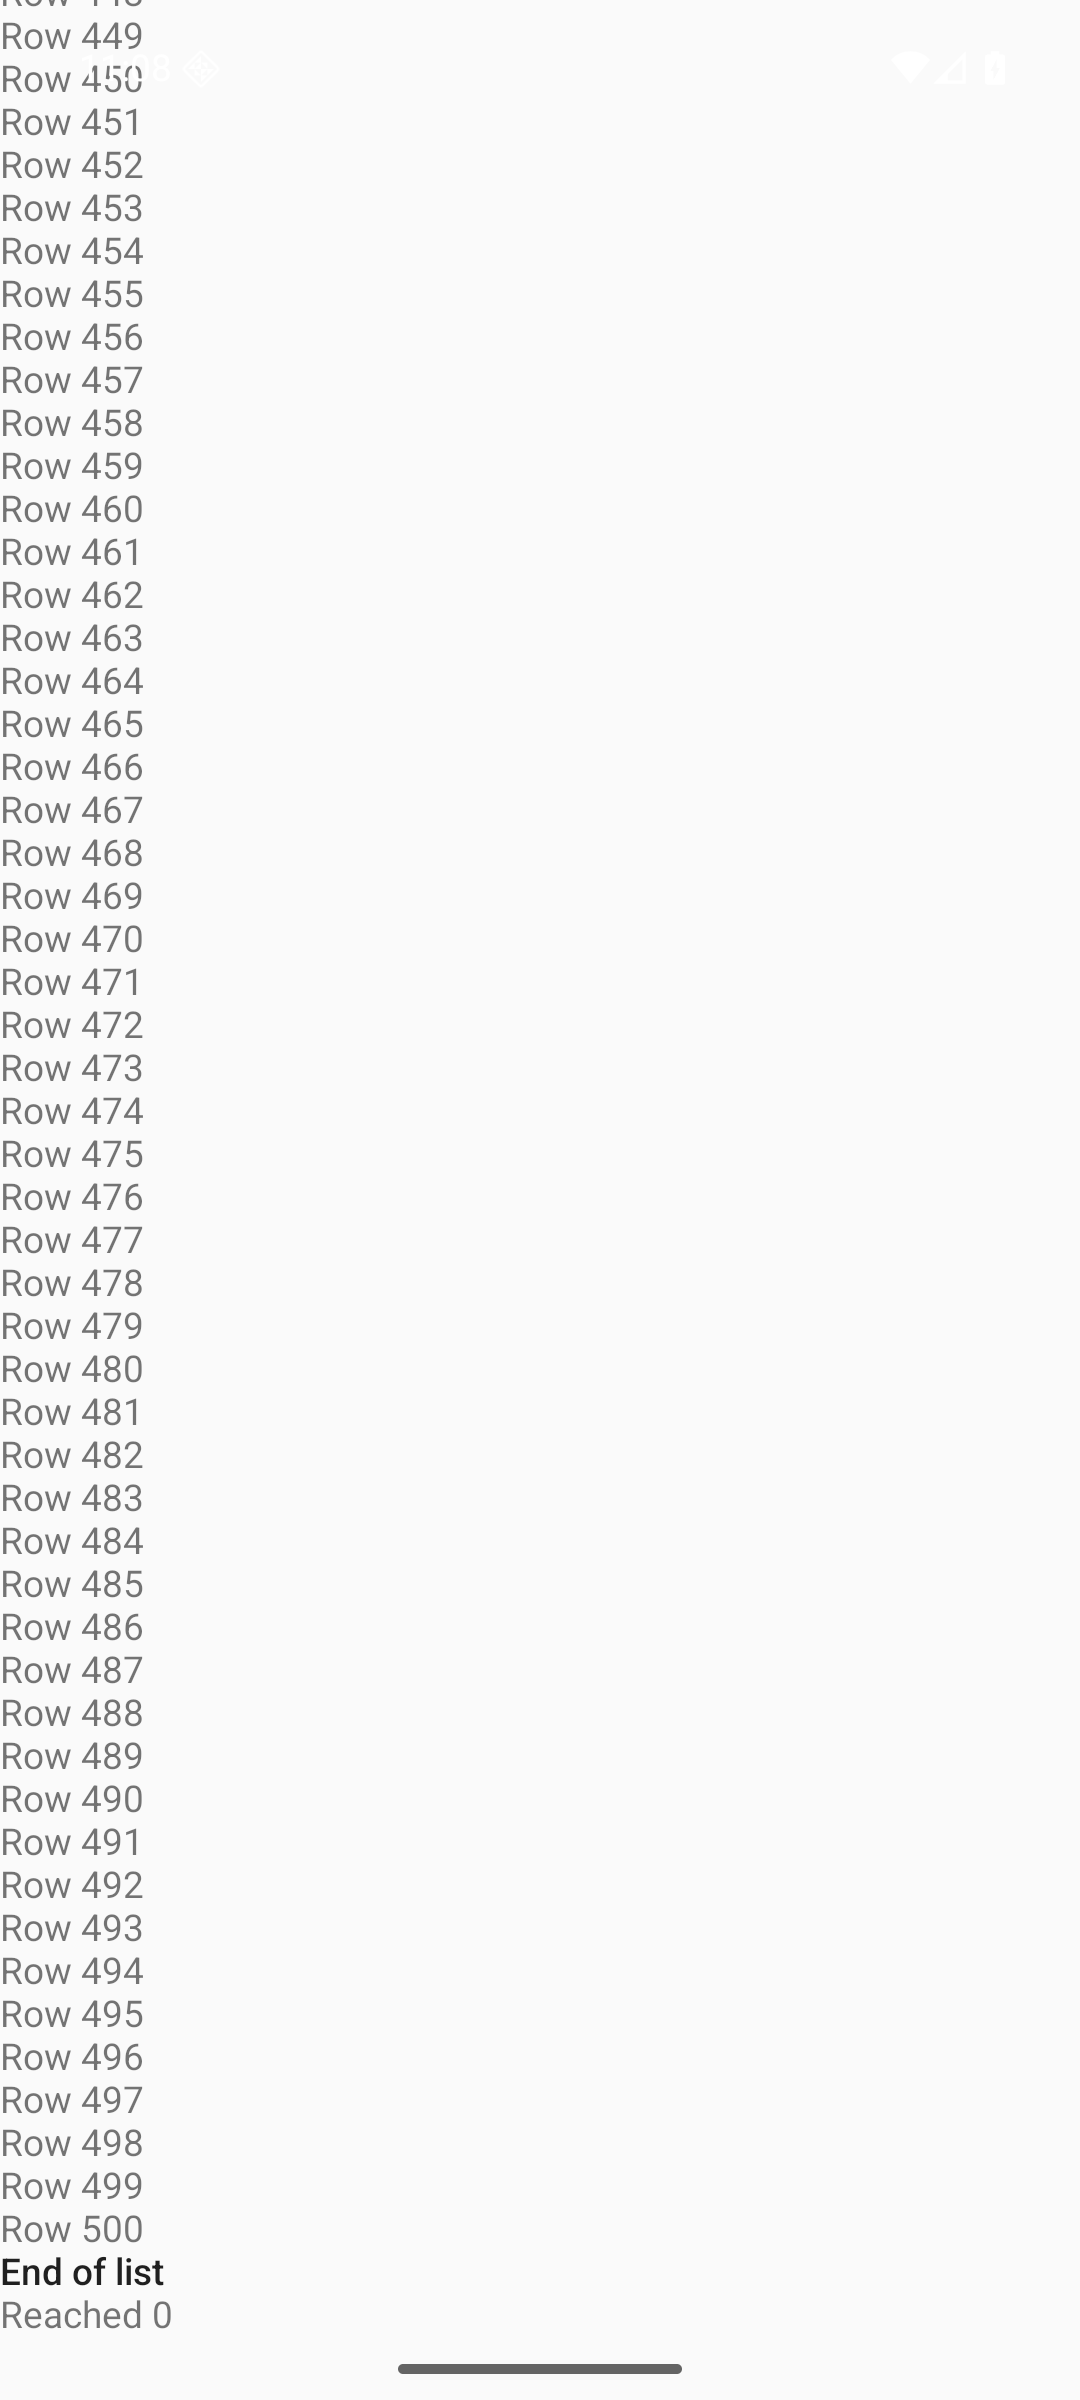 Row 449
Row 450
Row 451
Row 452
Row 453
Row 454
Row 455
Row 456
Row 457
Row 458
Row 459
Row 460
Row 461
Row 462
Row 463
Row 464
Row 465
Row 466
Row 467
Row 468
Row 469
Row 470
Row 471
Row 472
Row 473
Row 474
Row 475
Row 476
Row 477
Row 478
Row 479
Row 480
Row 481
Row 482
Row 483
Row 484
Row 485
Row 486
Row 487
Row 488
Row 489
Row 490
Row 491
Row 492
Row 493
Row 494
Row 495
Row 496
Row 497
Row 498
Row 499
Row 500
End of list
Reached 0